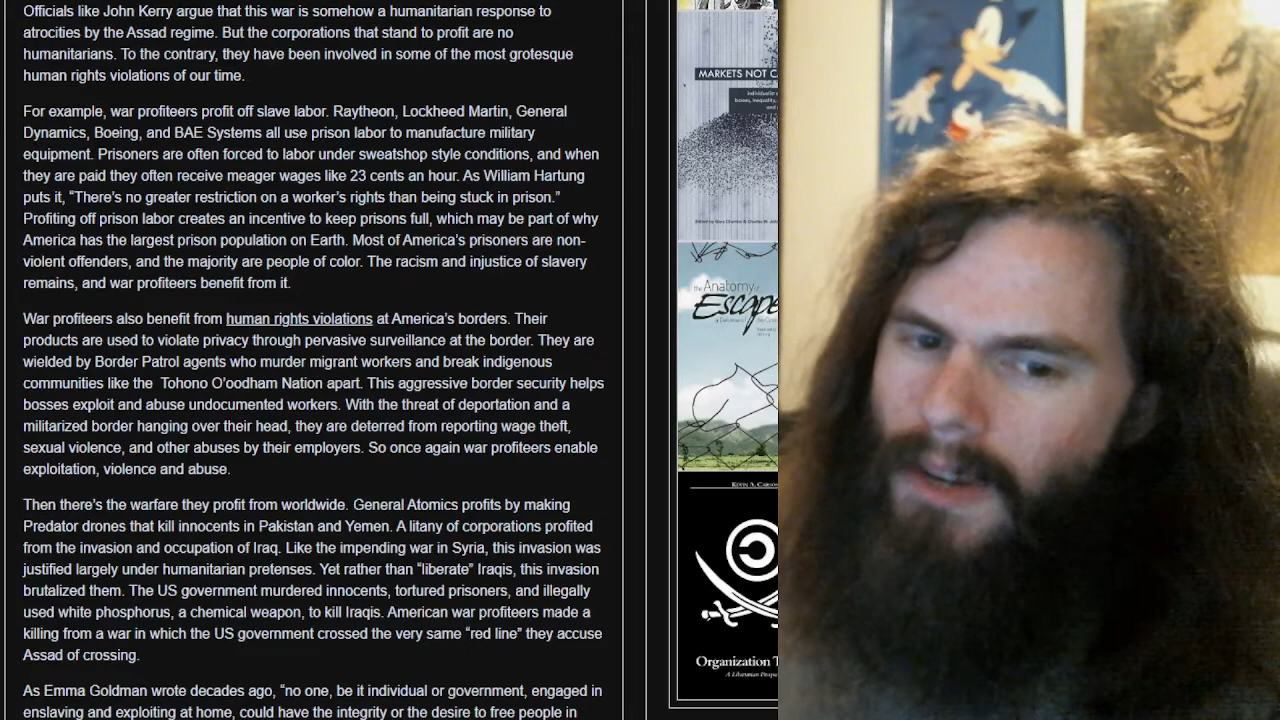 Officials like John Kerry argue that this war is somehow a humanitarian response to
atrocities by the Assad regime. But the corporations that stand to profit are no
humanitarians. To the contrary, they have been involved in some of the most grotesque
human rights violations of our time.
For example, war profiteers profit off slave labor. Raytheon, Lockheed Martin, General
Dynamics, Boeing, and BAE Systems all use prison labor to manufacture military
equipment. Prisoners are often forced to labor under sweatshop style conditions, and when
they are paid they often receive meager wages like 23 cents an hour. As William Hartung
puts it, “There’s no greater restriction on a worker’s rights than being stuck in prison.”
Profiting off prison labor creates an incentive to keep prisons full, which may be part of why
America has the largest prison population on Earth. Most of America’s prisoners are non-
violent offenders, and the majority are people of color. The racism and injustice of slavery
remains, and war profiteers benefit from it.
War profiteers also benefit from human rights violations at America’s borders. Their
products are used to violate privacy through pervasive surveillance at the border. They are
wielded by Border Patrol agents who murder migrant workers and break indigenous
communities like the Tohono O’oodham Nation apart. This aggressive border security helps
bosses exploit and abuse undocumented workers. With the threat of deportation and a
militarized border hanging over their head, they are deterred from reporting wage theft,
sexual violence, and other abuses by their employers. So once again war profiteers enable
exploitation, violence and abuse.
Then there’s the warfare they profit from worldwide. General Atomics profits by making
Predator drones that kill innocents in Pakistan and Yemen. A litany of corporations profited
from the invasion and occupation of Iraq. Like the impending war in Syria, this invasion was
justified largely under humanitarian pretenses. Yet rather than “liberate” Iraqis, this invasion
brutalized them. The US government murdered innocents, tortured prisoners, and illegally
used white phosphorus, a chemical weapon, to kill Iraqis. American war profiteers made a
killing from a war in which the US government crossed the very same “red line” they accuse
Assad of crossing.
As Emma Goldman wrote decades ago, “no one, be it individual or government, engaged in
enslaving and exploiting at home, could have the integrity or the desire to free people in
MARKETS NOT C
individualis
bosses, inequality,
and
the Anatomy of
Escape
KEVIN A. CARSON
Organization T
A Libertarian Perspe